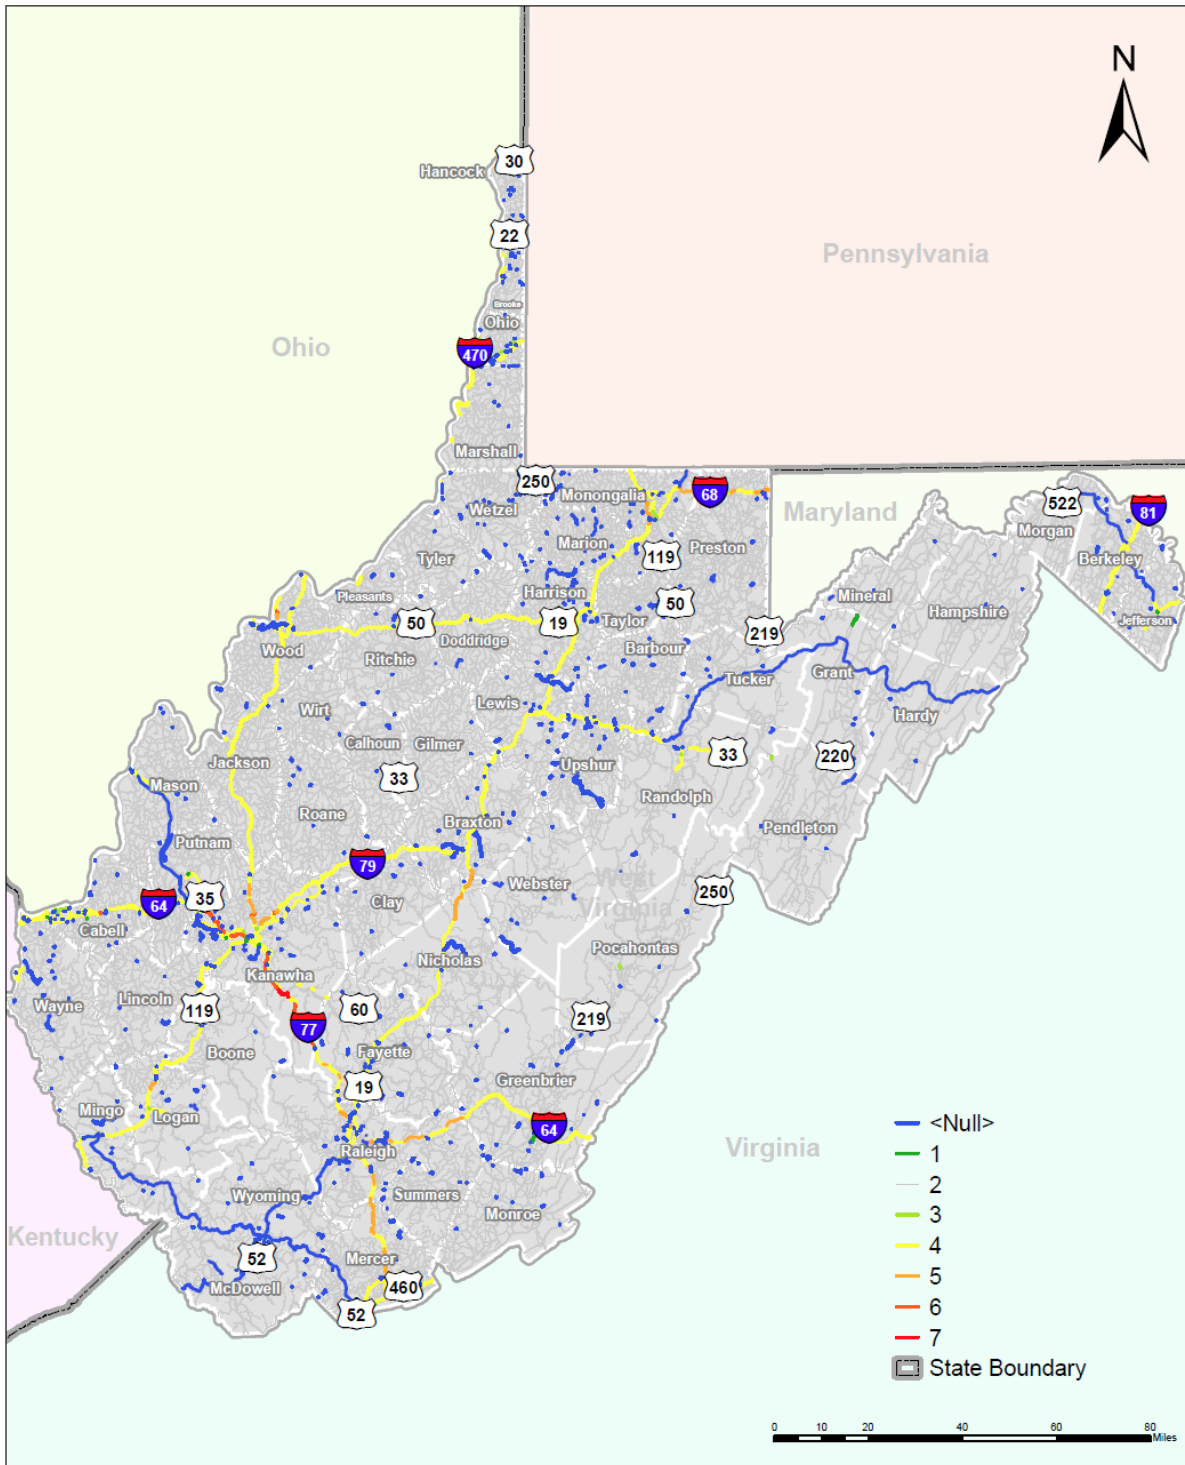 N
30
Hancock
22
Pennsylvania
Brooke
Ohio
Ohio
470
Marshall
250
Monongalia
68
Wetzel
Maryland
522
81
Morgan
Marion
119
Preston
Tyler
Berkeley
Harrison
Pleasants
50
Mineral
Hampshire
50
19
Taylor
Jefferson
Doddridge
219
Wood
Barbour
Ritchie
Tucker
Grant
Lewis
Wirt
Hardy
Calhoun
Gilmer
33
220
Jackson
Upshur
33
Mason
Randolph
Roane
Braxton
Pendleton
Putnam
79
West
Virginia
Webster
250
64
35
Clay
Cabell
Pocahontas
Nicholas
Kanawha
Wayne
Lincoln
119
60
219
77
Boone
Fayette
19
Greenbrier
Mingo
Logan
64
Raleigh
Virginia
Wyoming
Summers
Monroe
Kentucky
52
Mercer
McDowell
460
52
<Null>
1
2
3
4
5
6
7
State Boundary
0 10 20 40 60 80
Miles